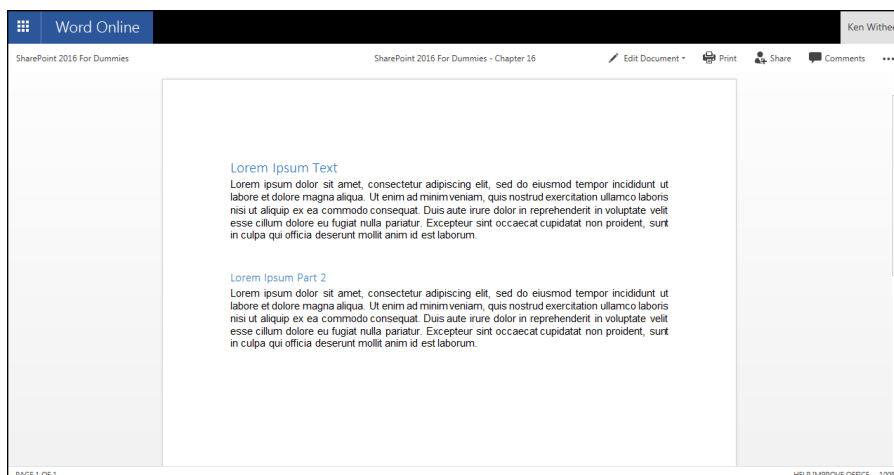 Word Online
Ken
SharePoint 2016 For Dummies
SharePoint 2016 For Dummies - Chapter 16
Edit Document
Print
Share
Comments
Lorem Ipsum Text
Lorem ipsum dolor sit amet, consectetur adipiscing elit, sed do eiusmod tempor incididunt ut
labore et dolore magna aliqua. Ut enim ad minim veniam, quis nostrud exercitation ullamco laboris
nisi ut aliquip ex ea commodo consequat. Duis aute irure dolor in reprehenderit in voluptate velit
esse cillum dolore eu fugiat nulla pariatur. Excepteur sint occaecat cupidatat non proident, sunt
in culpa qui officia deserunt mollit anim id est laborum.
Lorem Ipsum Part 2
Lorem ipsum dolor sit amet, consectetur adipiscing elit, sed do eiusmod tempor incididunt ut
labore et dolore magna aliqua. Ut enim ad minim veniam, quis nostrud exercitation ullamco laboris
nisi ut aliquip ex ea commodo consequat. Duis aute irure dolor in reprehenderit in voluptate velit
esse cillum dolore eu fugiat nulla pariatur. Excepteur sint occaecat cupidatat non proident, sunt
in culpa qui officia deserunt mollit anim id est laborum.
PAGE 1 OF 1
HELP IMPROVE OFFICE